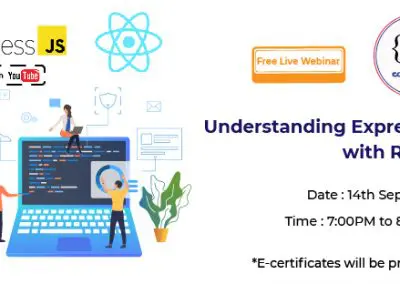 ess JS
n YouTube
Free Live Webinar
Understanding Expre
with R
Date : 14th Sep
Time : 7:00PM to 8
*E-certificates will be pr